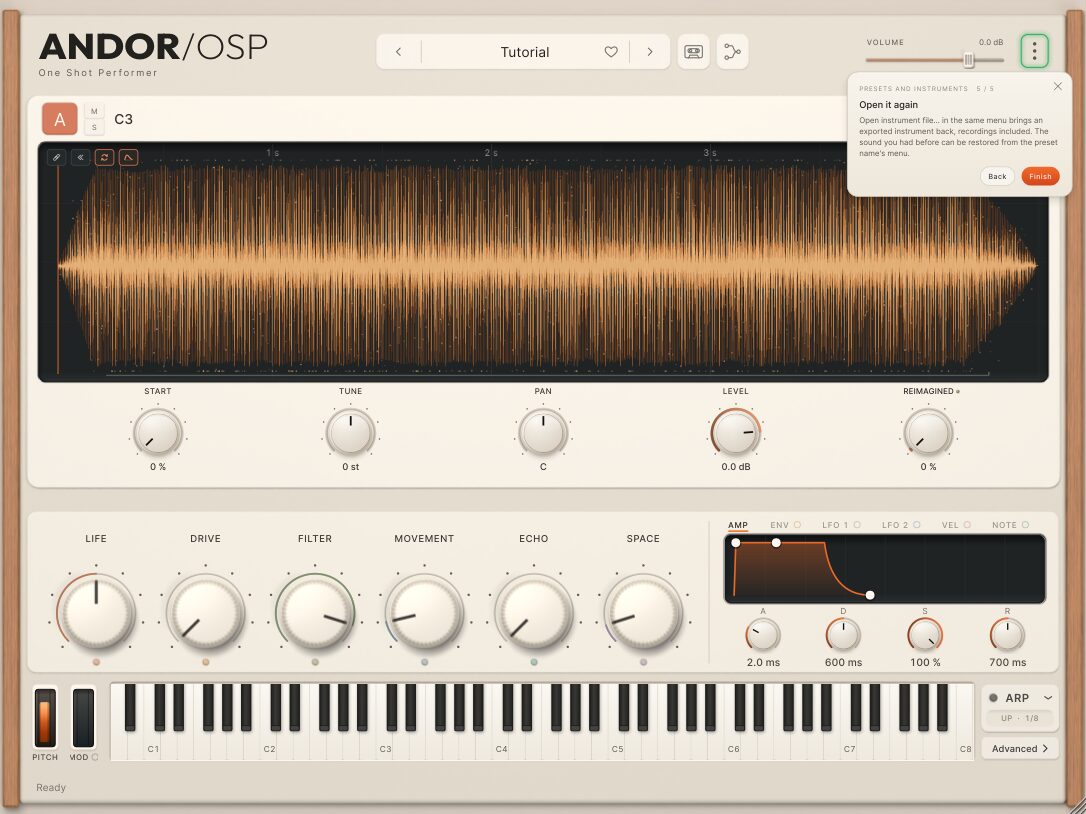 ANDOR/OSP
One Shot Performer
Tutorial
VOLUME 0.0 dB
PRESETS AND INSTRUMENTS 5 / 5
Open it again
Open instrument file... in the same menu brings an
exported instrument back, recordings included. The
sound you had before can be restored from the preset
name's menu.
Back Finish
A M S C3
1 s 2 s 3 s
START TUNE PAN LEVEL REIMAGINED
0 % 0 st C 0.0 dB 0 %
LIFE DRIVE FILTER MOVEMENT ECHO SPACE
AMP ENV LFO 1 LFO 2 VEL NOTE
A D S R
2.0 ms 600 ms 100 % 700 ms
C1 C2 C3 C4 C5 C6 C7 C8
PITCH MOD
ARP
UP · 1/8
Advanced
Ready